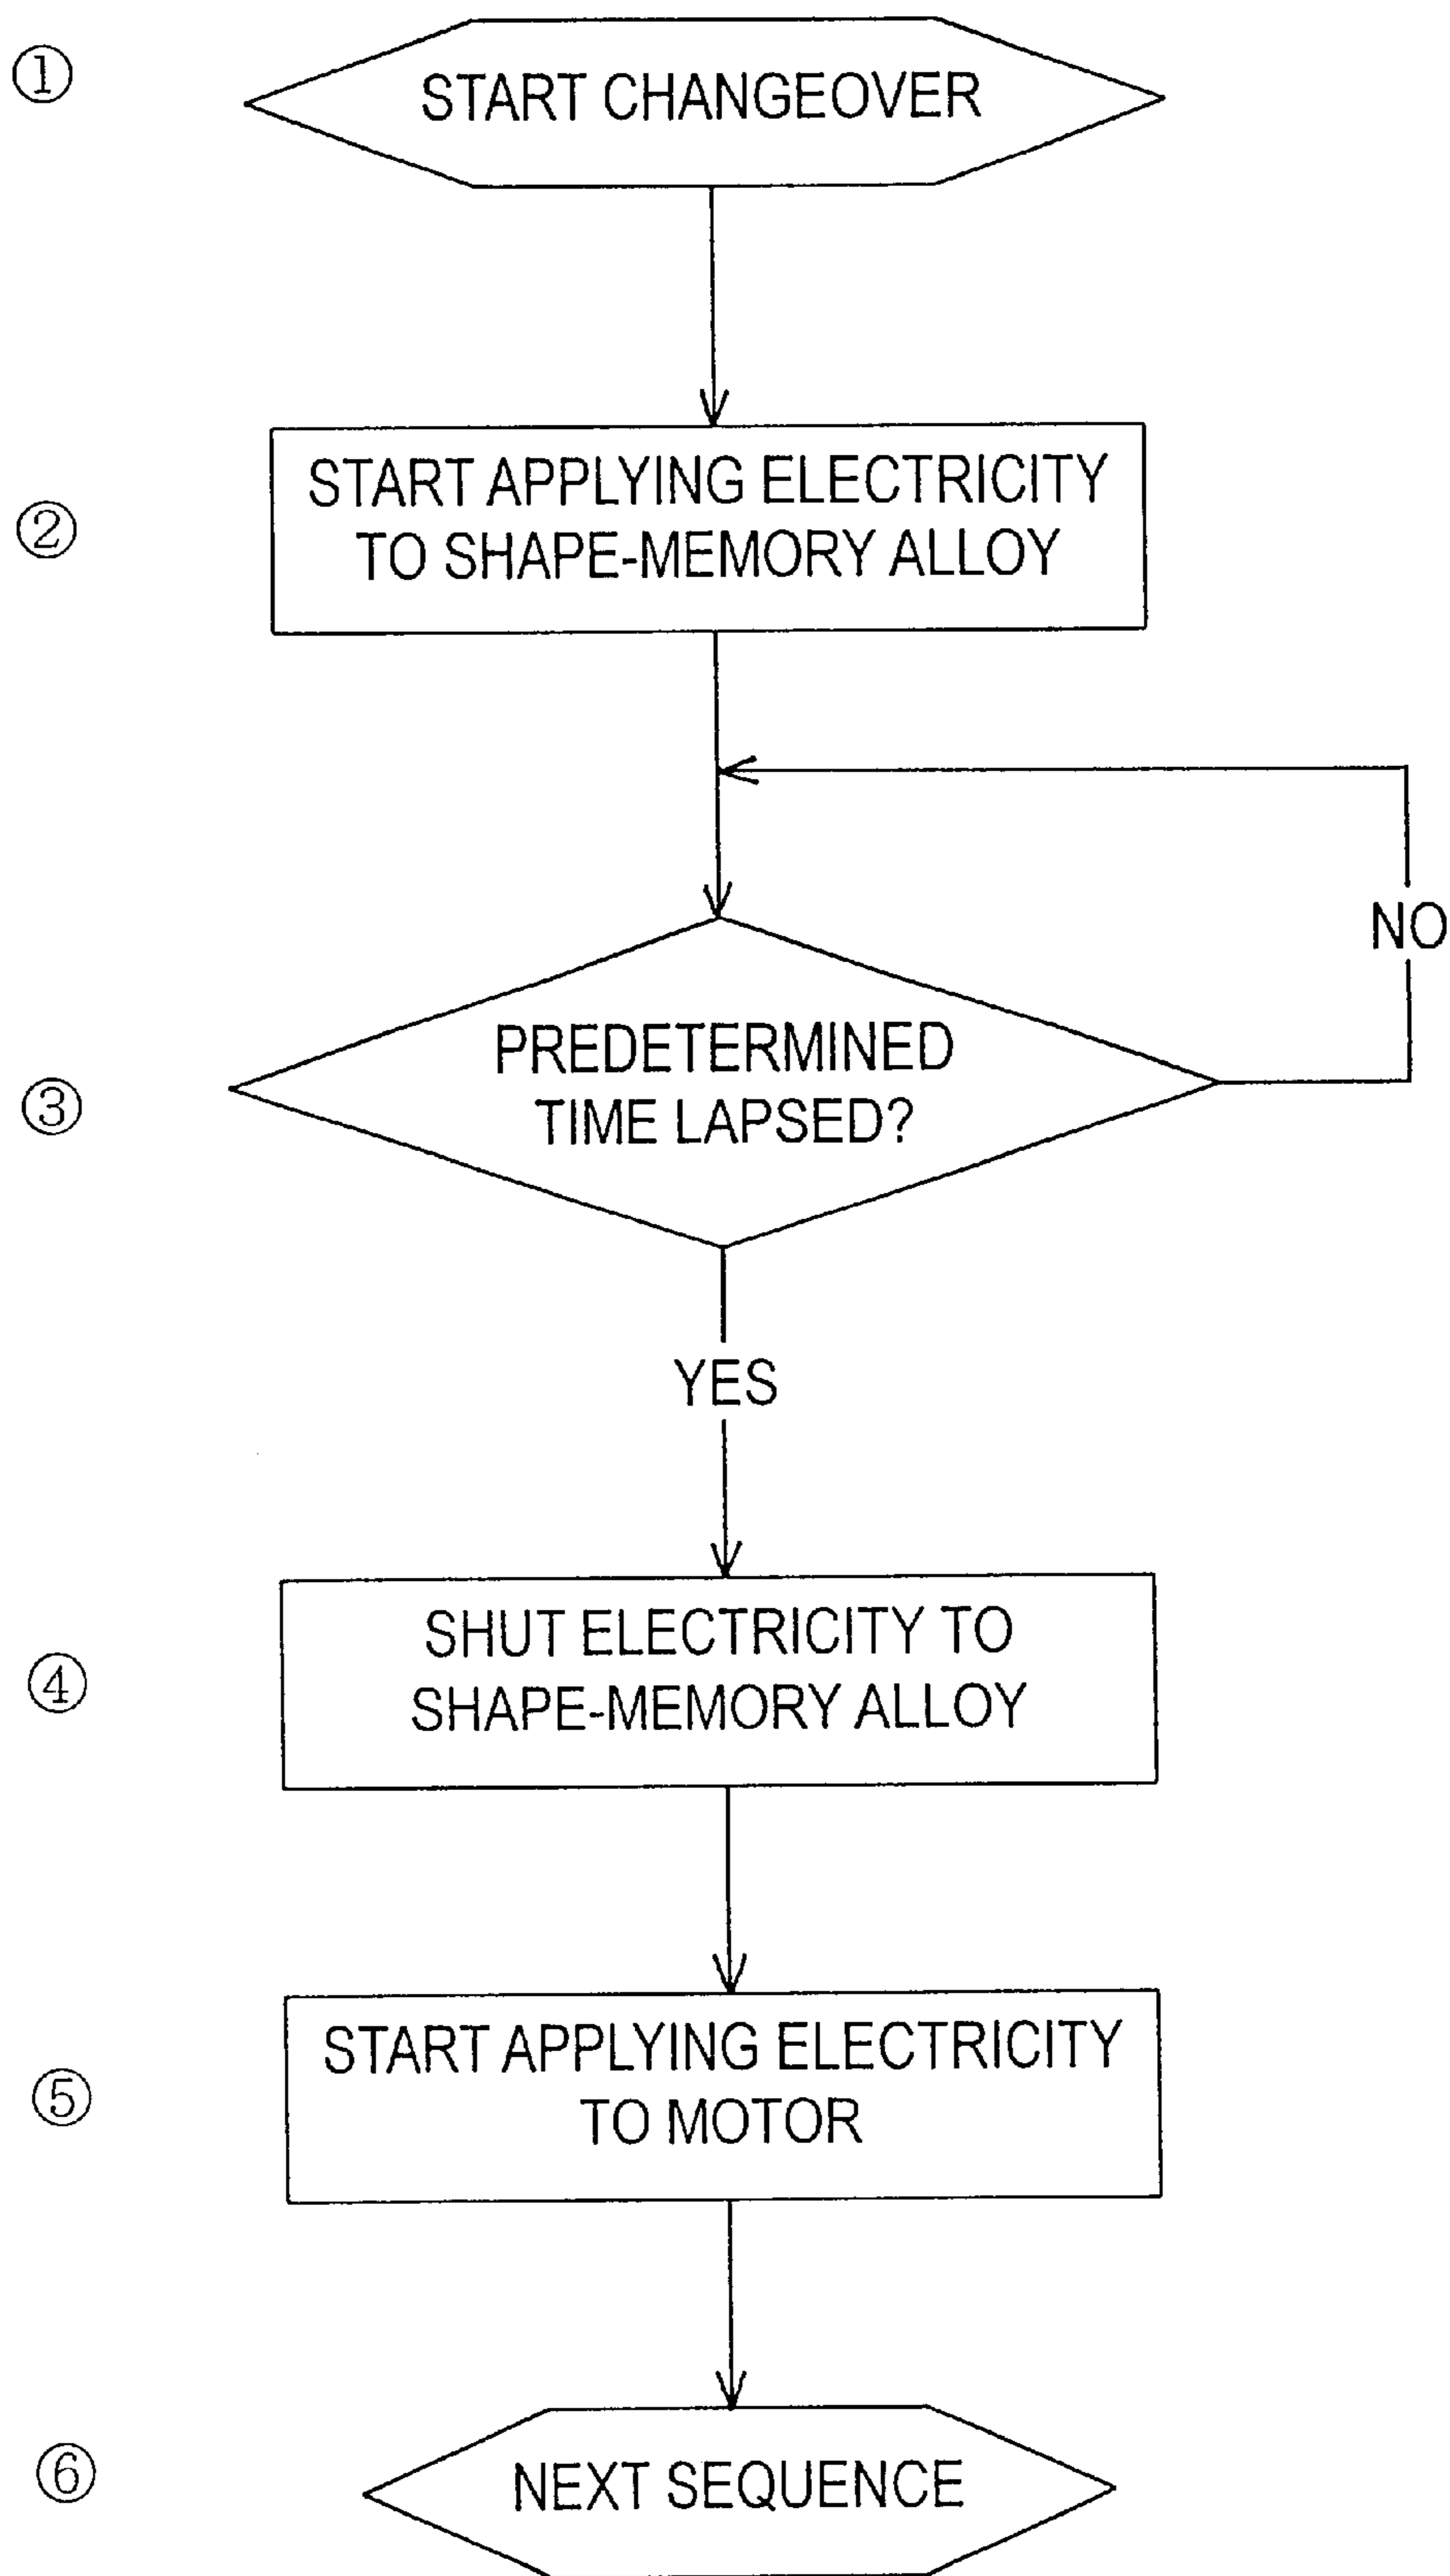 ①
START CHANGEOVER
②
START APPLYING ELECTRICITY
TO SHAPE-MEMORY ALLOY
NO
③
PREDETERMINED
TIME LAPSED?
YES
④
SHUT ELECTRICITY TO
SHAPE-MEMORY ALLOY
⑤
START APPLYING ELECTRICITY
TO MOTOR
⑥
NEXT SEQUENCE